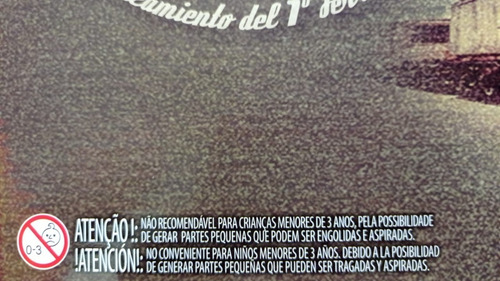 del 1º
0-3
ATENÇÃO!: NÃO RECOMENDÁVEL PARA CRIANÇAS MENORES DE 3 ANOS, PELA POSSIBILIDADE
DE GERAR PARTES PEQUENAS QUE PODEM SER ENGOLIDAS E ASPIRADAS.
!ATENCIÓN!: NO CONVENIENTE PARA NIÑOS MENORES DE 3 AÑOS. DEBIDO A LA POSIBILIDAD
DE GENERAR PARTES PEQUEÑAS QUE PUEDEN SER TRAGADAS Y ASPIRADAS.